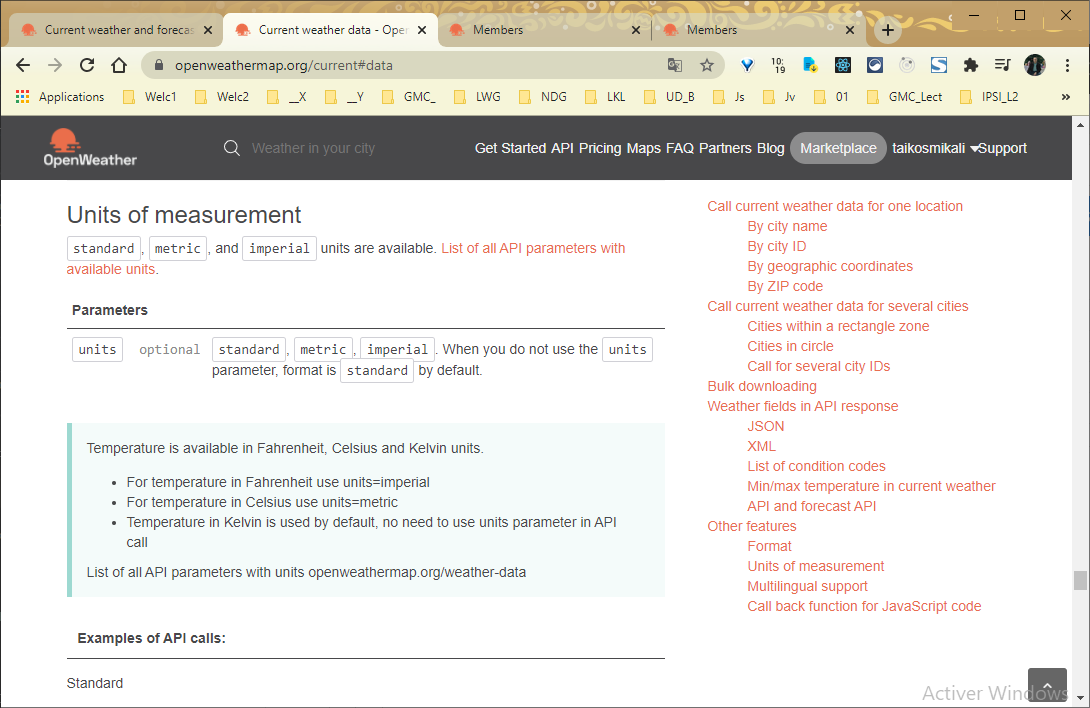 Current weather and forecas
Current weather data - Ope
Members
Members
openweathermap.org/current#data
10:
19
Applications
Welc1
Welc2
__X
__Y
GMC_
LWG
NDG
LKL
UD_B
Js
Jv
01
GMC_Lect
IPSI_L2
»
OpenWeather
Weather in your city
Get Started API Pricing Maps FAQ Partners Blog Marketplace taikosmikali Support
Units of measurement
standard, metric, and imperial units are available. List of all API parameters with
available units.
Parameters
units optional standard, metric, imperial. When you do not use the units
parameter, format is standard by default.
Temperature is available in Fahrenheit, Celsius and Kelvin units.
• For temperature in Fahrenheit use units=imperial
• For temperature in Celsius use units=metric
• Temperature in Kelvin is used by default, no need to use units parameter in API
call
List of all API parameters with units openweathermap.org/weather-data
Examples of API calls:
Standard
Call current weather data for one location
By city name
By city ID
By geographic coordinates
By ZIP code
Call current weather data for several cities
Cities within a rectangle zone
Cities in circle
Call for several city IDs
Bulk downloading
Weather fields in API response
JSON
XML
List of condition codes
Min/max temperature in current weather
API and forecast API
Other features
Format
Units of measurement
Multilingual support
Call back function for JavaScript code
Activer Windows